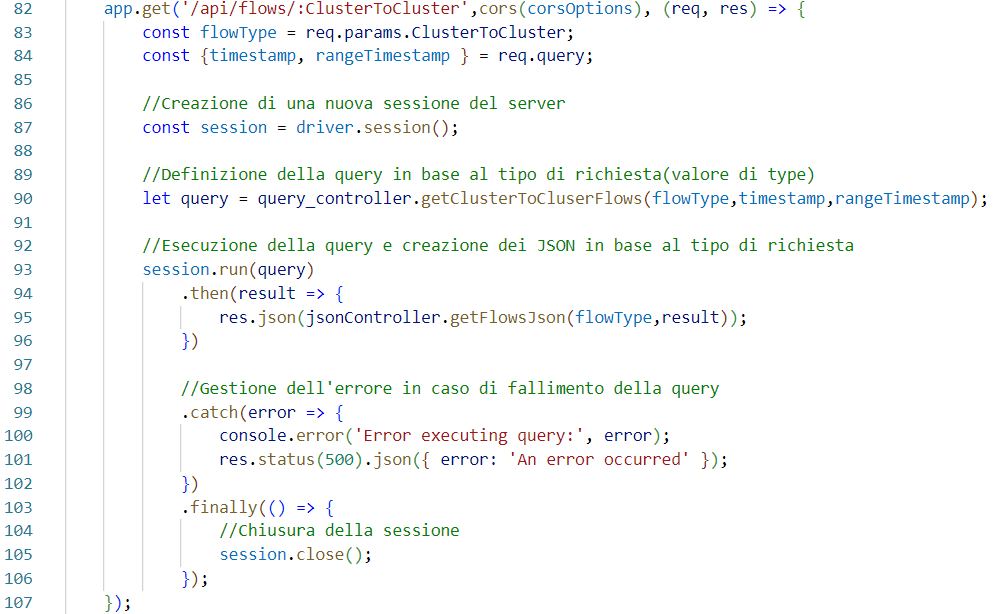 82 app.get('/api/flows/:ClusterToCluster',cors(corsOptions), (req, res) => {
83 const flowType = req.params.ClusterToCluster;
84 const {timestamp, rangeTimestamp } = req.query;
85
86 //Creazione di una nuova sessione del server
87 const session = driver.session();
88
89 //Definizione della query in base al tipo di richiesta(valore di type)
90 let query = query_controller.getClusterToCluserFlows(flowType,timestamp,rangeTimestamp);
91
92 //Esecuzione della query e creazione dei JSON in base al tipo di richiesta
93 session.run(query)
94 .then(result => {
95 res.json(jsonController.getFlowsJson(flowType,result));
96 })
97
98 //Gestione dell'errore in caso di fallimento della query
99 .catch(error => {
100 console.error('Error executing query:', error);
101 res.status(500).json({ error: 'An error occurred' });
102 })
103 .finally(() => {
104 //Chiusura della sessione
105 session.close();
106 });
107 });